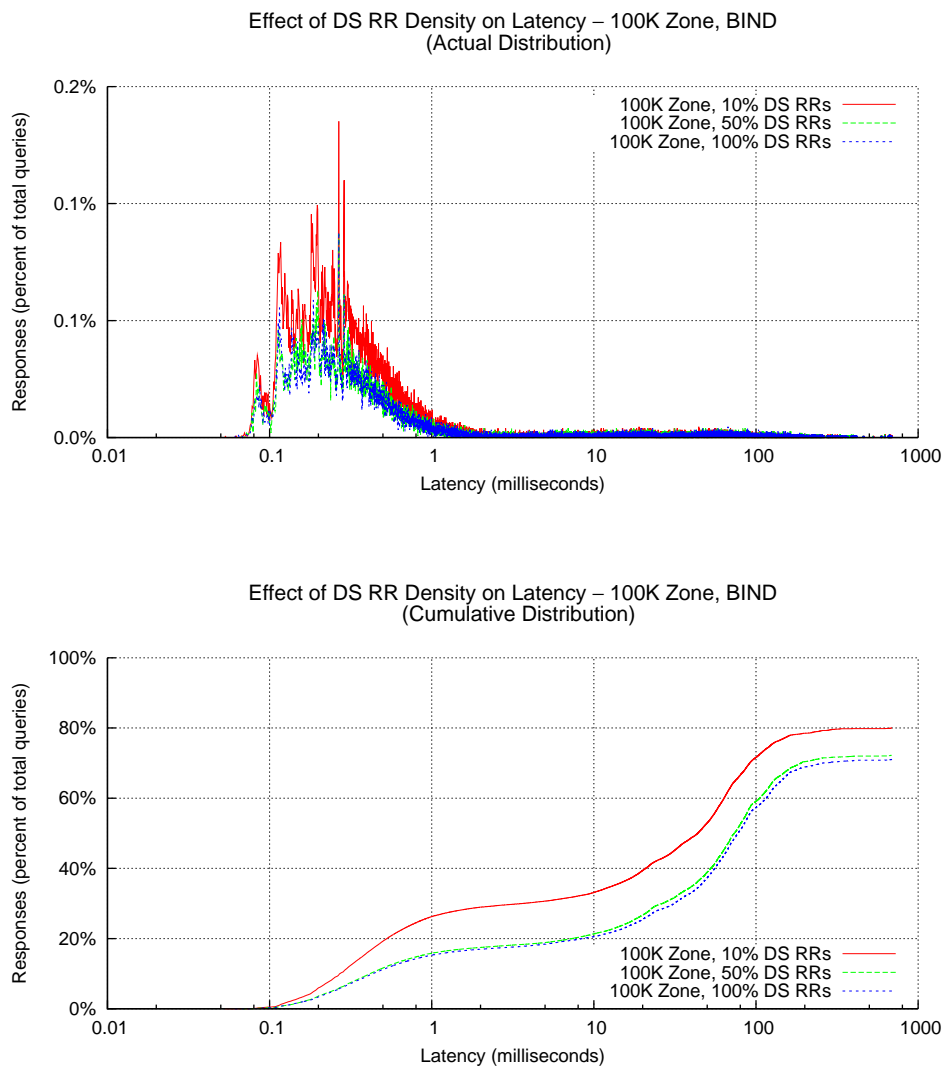 Effect of DS RR Density on Latency – 100K Zone, BIND
(Actual Distribution)
Responses (percent of total queries)
0.2%
0.1%
0.1%
0.0%
100K Zone, 10% DS RRs
100K Zone, 50% DS RRs
100K Zone, 100% DS RRs
0.01 0.1 1 10 100 1000
Latency (milliseconds)
Effect of DS RR Density on Latency – 100K Zone, BIND
(Cumulative Distribution)
Responses (percent of total queries)
100%
80%
60%
40%
20%
0%
100K Zone, 10% DS RRs
100K Zone, 50% DS RRs
100K Zone, 100% DS RRs
0.01 0.1 1 10 100 1000
Latency (milliseconds)